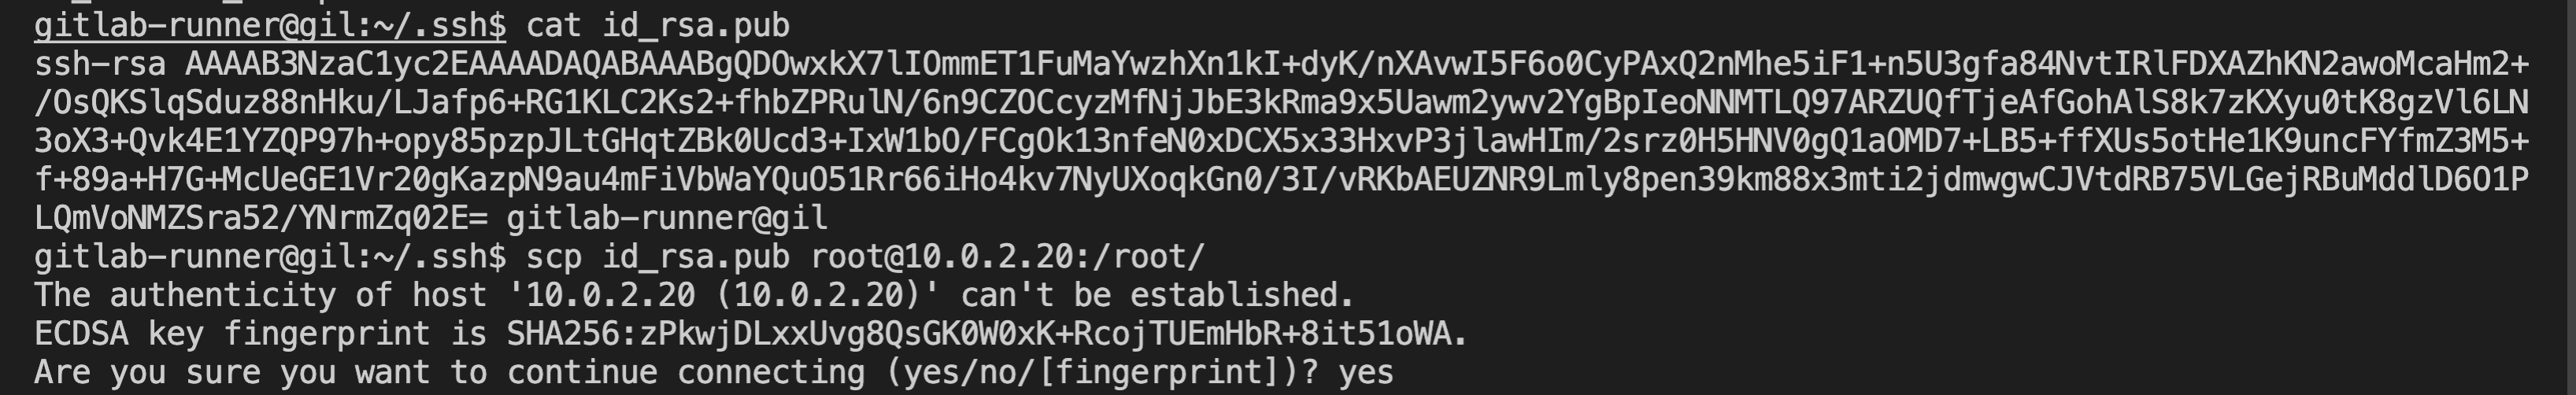 gitlab-runner@gil:~/.ssh$ cat id_rsa.pub
ssh-rsa AAAAB3NzaC1yc2EAAAADAQABAAABgQDOwxkX7lIOmmET1FuMaYwzhXn1kI+dyK/nXAvwI5F6o0CyPAxQ2nMhe5iF1+n5U3gfa84NvtIRlFDXAZhKN2awoMcaHm2+
/OsQKSlqSduz88nHku/LJafp6+RG1KLC2Ks2+fhbZPRulN/6n9CZOCcyzMfNjJbE3kRma9x5Uawm2ywv2YgBpIeoNNMTLQ97ARZUQfTjeAfGohAlS8k7zKXyu0tK8gzVl6LN
3oX3+Qvk4E1YZQP97h+opy85pzpJLtGHqtZBk0Ucd3+IxW1bO/FCgOk13nfeN0xDCX5x33HxvP3jlawHIm/2srz0H5HNV0gQ1aOMD7+LB5+ffXUs5otHe1K9uncFYfmZ3M5+
f+89a+H7G+McUeGE1Vr20gKazpN9au4mFiVbWaYQuO51Rr66iHo4kv7NyUXoqkGn0/3I/vRKbAEUZNR9Lmly8pen39km88x3mti2jdmwgwCJVtdRB75VLGejRBuMddlD6O1P
LQmVoNMZSra52/YNrmZq02E= gitlab-runner@gil
gitlab-runner@gil:~/.ssh$ scp id_rsa.pub root@10.0.2.20:/root/
The authenticity of host '10.0.2.20 (10.0.2.20)' can't be established.
ECDSA key fingerprint is SHA256:zPkwjDLxxUvg8QsGK0W0xK+RcojTUEmHbR+8it51oWA.
Are you sure you want to continue connecting (yes/no/[fingerprint])? yes